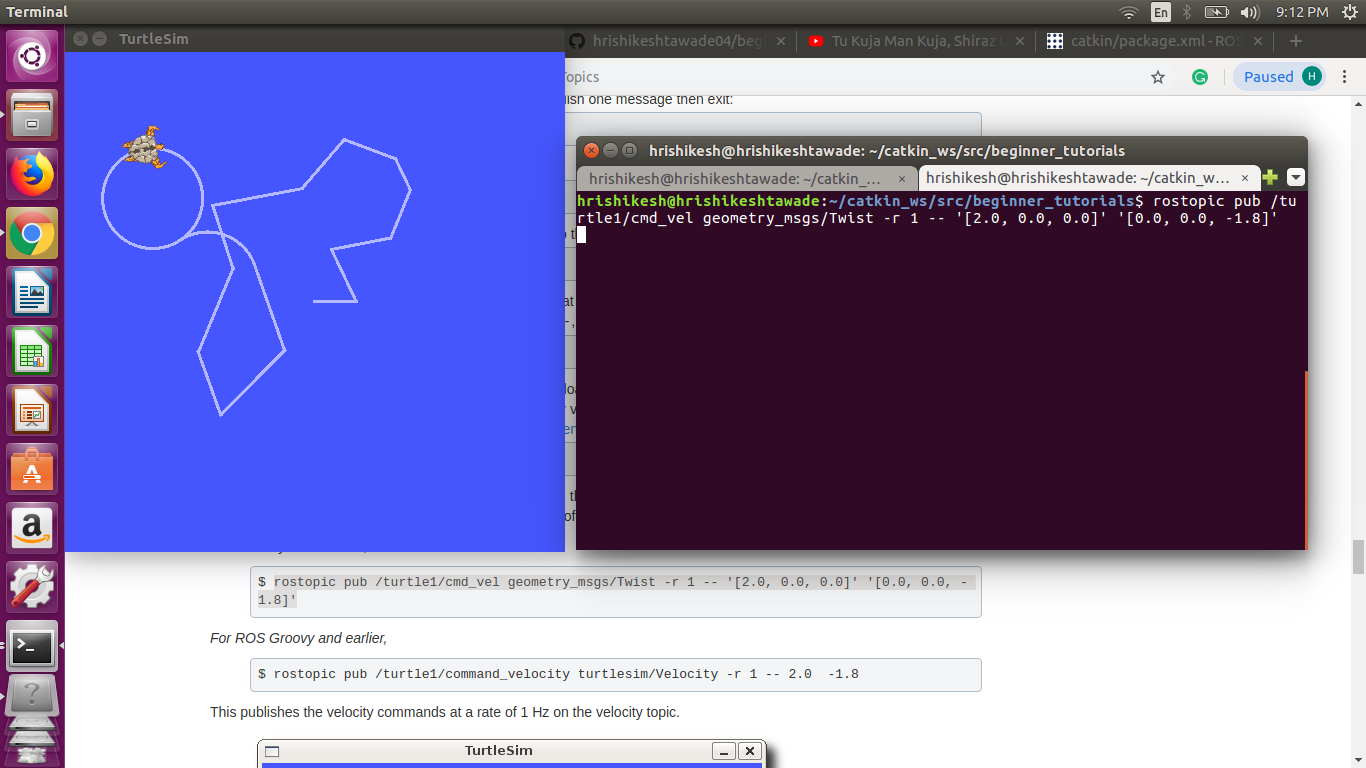 Terminal
En
9:12 PM
TurtleSim
hrishikeshtawade04/beg
Tu Kuja Man Kuja, Shiraz
catkin/package.xml - ROS
Topics
Paused
H
ish one message then exit:
hrishikesh@hrishikeshtawade: ~/catkin_ws/src/beginner_tutorials
hrishikesh@hrishikeshtawade: ~/catkin_...
hrishikesh@hrishikeshtawade: ~/catkin_w...
hrishikesh@hrishikeshtawade:~/catkin_ws/src/beginner_tutorials$ rostopic pub /tu
rtle1/cmd_vel geometry_msgs/Twist -r 1 -- '[2.0, 0.0, 0.0]' '[0.0, 0.0, -1.8]'
$ rostopic pub /turtle1/cmd_vel geometry_msgs/Twist -r 1 -- '[2.0, 0.0, 0.0]' '[0.0, 0.0, -
1.8]'
For ROS Groovy and earlier,
$ rostopic pub /turtle1/command_velocity turtlesim/Velocity -r 1 -- 2.0  -1.8
This publishes the velocity commands at a rate of 1 Hz on the velocity topic.
TurtleSim